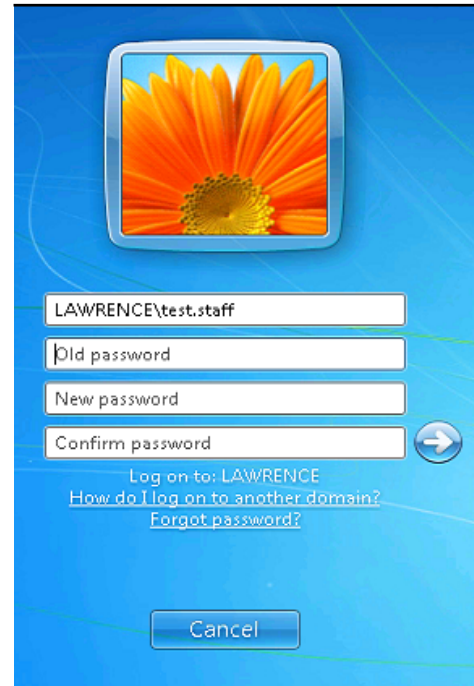 LAWRENCE\test.staff
Old password
New password
Confirm password
Log on to: LAWRENCE
How do I log on to another domain?
Forgot password?
Cancel